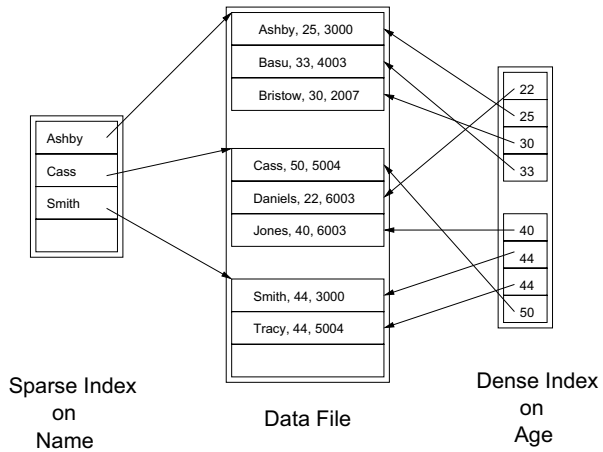 Ashby
Cass
Smith
Sparse Index
on
Name
Ashby, 25, 3000
Basu, 33, 4003
Bristow, 30, 2007
Cass, 50, 5004
Daniels, 22, 6003
Jones, 40, 6003
Smith, 44, 3000
Tracy, 44, 5004
Data File
22
25
30
33
40
44
44
50
Dense Index
on
Age